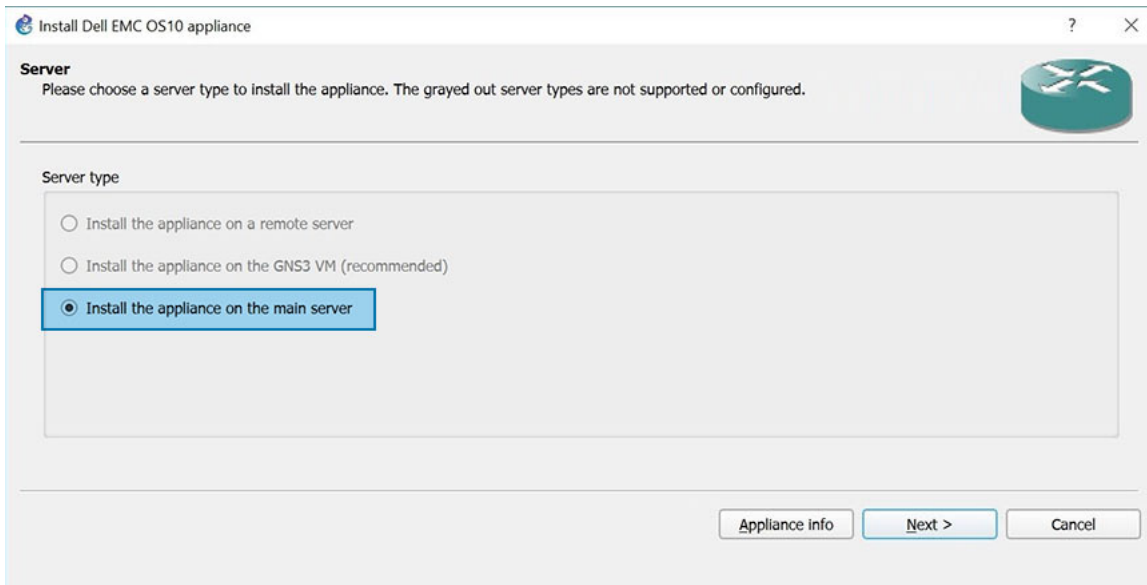 Install Dell EMC OS10 appliance
?
Server
Please choose a server type to install the appliance. The grayed out server types are not supported or configured.
Server type
Install the appliance on a remote server
Install the appliance on the GNS3 VM (recommended)
Install the appliance on the main server
Appliance info
Next >
Cancel